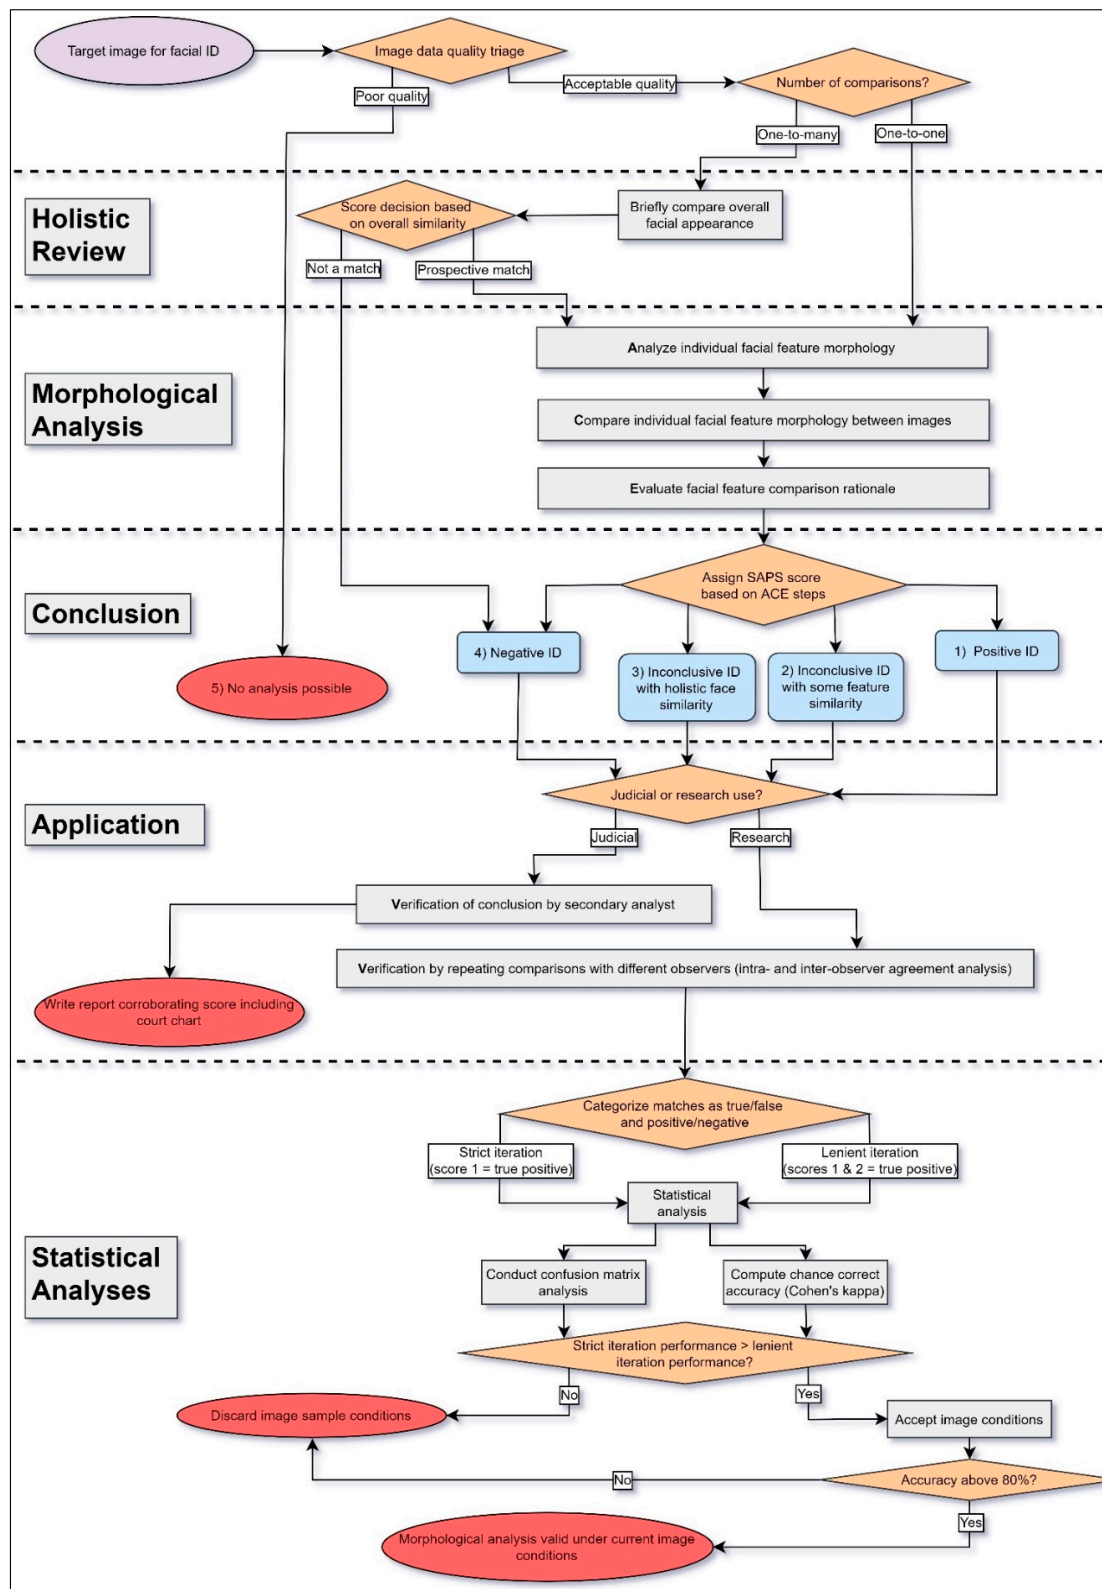 Target image for facial ID
Image data quality triage
Poor quality
Acceptable quality
Number of comparisons?
One-to-many
One-to-one
Holistic
Review
Score decision based
on overall similarity
Briefly compare overall
facial appearance
Not a match
Prospective match
Morphological
Analysis
Analyze individual facial feature morphology
Compare individual facial feature morphology between images
Evaluate facial feature comparison rationale
Conclusion
Assign SAPS score
based on ACE steps
4) Negative ID
3) Inconclusive ID
with holistic face
similarity
2) Inconclusive ID
with some feature
similarity
1) Positive ID
5) No analysis possible
Application
Judicial or research use?
Judicial
Research
Verification of conclusion by secondary analyst
Verification by repeating comparisons with different observers (intra- and inter-observer agreement analysis)
Write report corroborating score including
court chart
Statistical
Analyses
Categorize matches as true/false
and positive/negative
Strict iteration
(score 1 = true positive)
Lenient iteration
(scores 1 & 2 = true positive)
Statistical
analysis
Conduct confusion matrix
analysis
Compute chance correct
accuracy (Cohen's kappa)
Strict iteration performance > lenient
iteration performance?
No
Yes
Discard image sample conditions
Accept image conditions
No
Accuracy above 80%?
Yes
Morphological analysis valid under current image
conditions